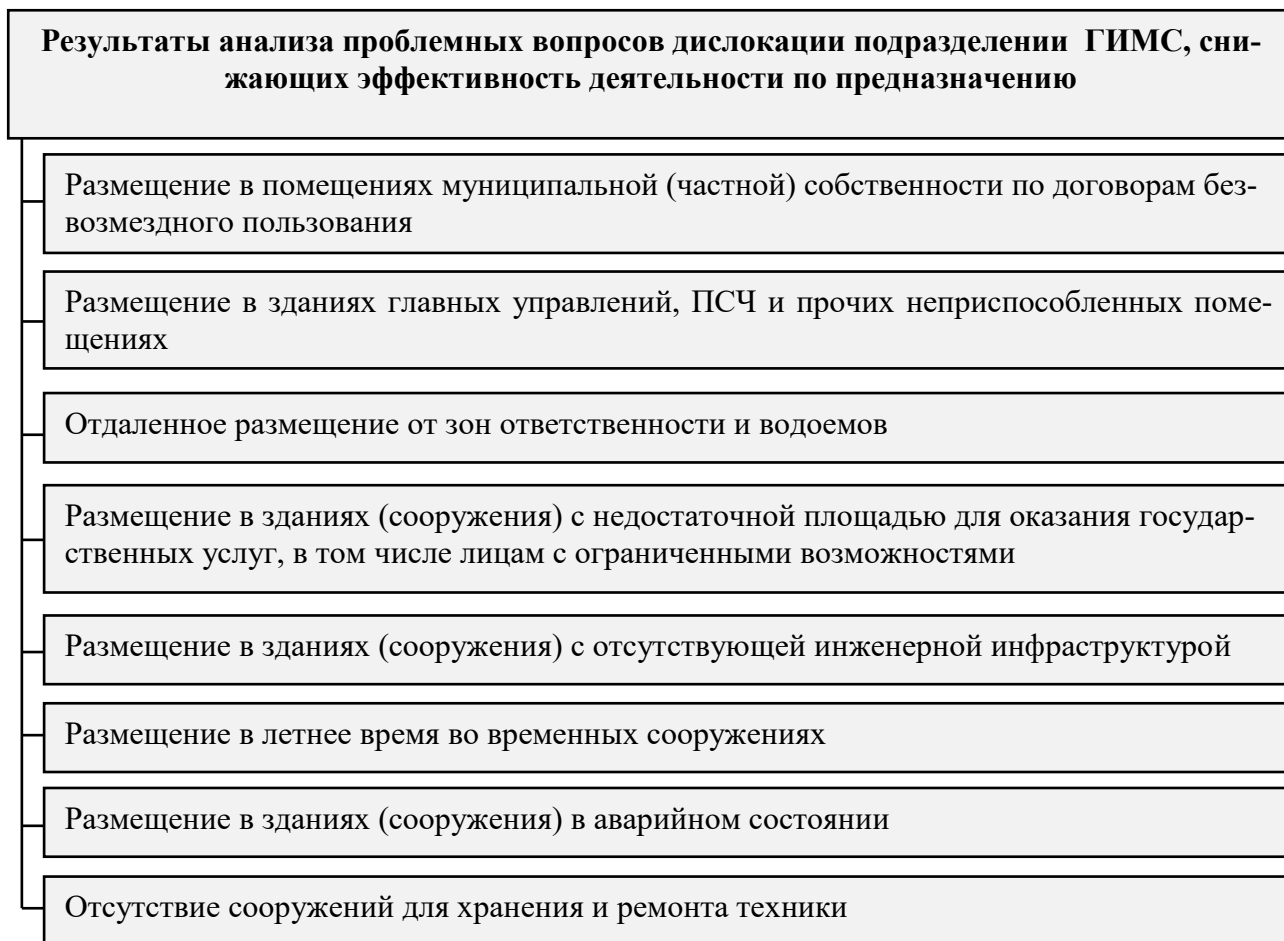 Результаты анализа проблемных вопросов дислокации подразделении ГИМС, сни-
жающих эффективность деятельности по предназначению
Размещение в помещениях муниципальной (частной) собственности по договорам без-
возмездного пользования
Размещение в зданиях главных управлений, ПСЧ и прочих неприспособленных поме-
щениях
Отдаленное размещение от зон ответственности и водоемов
Размещение в зданиях (сооружения) с недостаточной площадью для оказания государ-
ственных услуг, в том числе лицам с ограниченными возможностями
Размещение в зданиях (сооружения) с отсутствующей инженерной инфраструктурой
Размещение в летнее время во временных сооружениях
Размещение в зданиях (сооружения) в аварийном состоянии
Отсутствие сооружений для хранения и ремонта техники